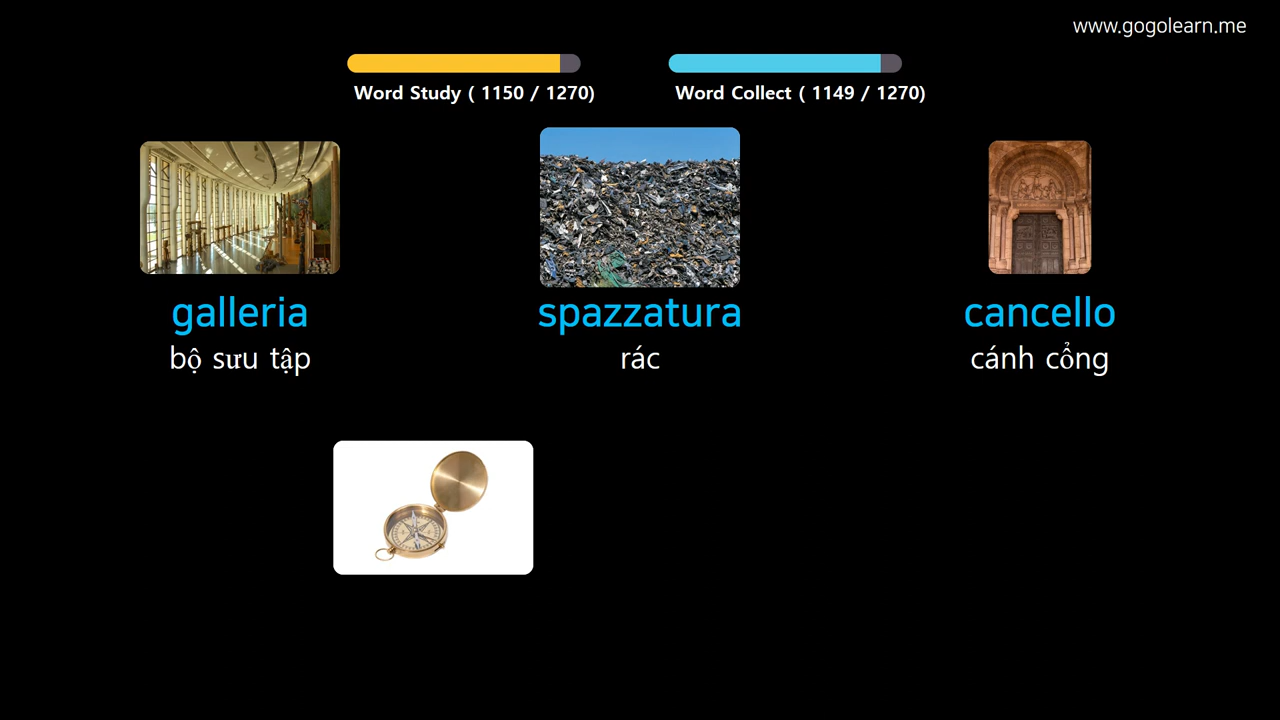 www.gogolearn.me
Word Study ( 1150 / 1270)
Word Collect ( 1149 / 1270)
galleria
spazzatura
cancello
bộ sưu tập
rác
cánh cổng